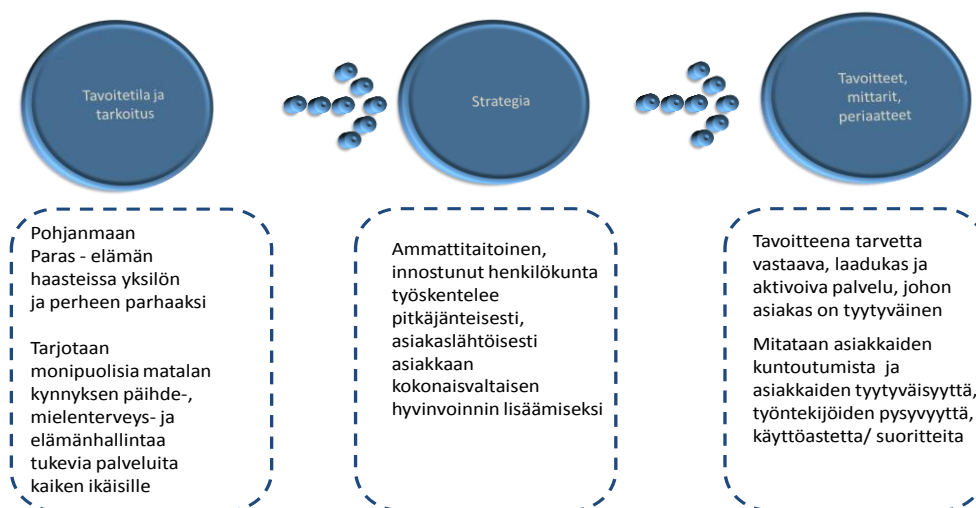 Tavoitetila ja
tarkoitus
Strategia
Tavoitteet,
mittarit,
periaatteet
Pohjanmaan
Paras - elämän
haasteissa yksilön
ja perheen parhaaksi
Tarjotaan
monipuolisia matalan
kynnyksen päihde-,
mielenterveys- ja
elämänhallintaa
tukevia palveluita
kaiken ikäisille
Ammattitaitoinen,
innostunut henkilökunta
työskentelee
pitkäjänteisesti,
asiakaslähtöisesti
asiakkaan
kokonaisvaltaisen
hyvinvoinnin lisäämiseksi
Tavoitteena tarvetta
vastaava, laadukas ja
aktivoiva palvelu, johon
asiakas on tyytyväinen
Mitataan asiakkaiden
kuntoutumista ja
asiakkaiden tyytyväisyyttä,
työntekijöiden pysyvyyttä,
käyttöastetta/ suoritteita